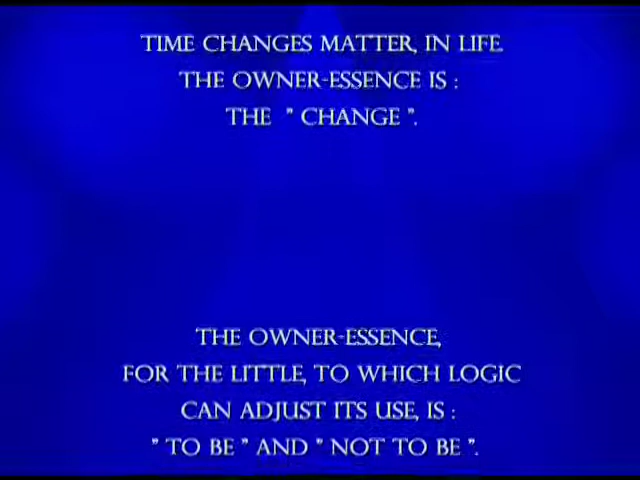 TIME CHANGES MATTER, IN LIFE.
THE OWNER-ESSENCE IS :
THE " CHANGE ".
THE OWNER-ESSENCE,
FOR THE LITTLE, TO WHICH LOGIC
CAN ADJUST ITS USE, IS :
" TO BE " AND " NOT TO BE ".